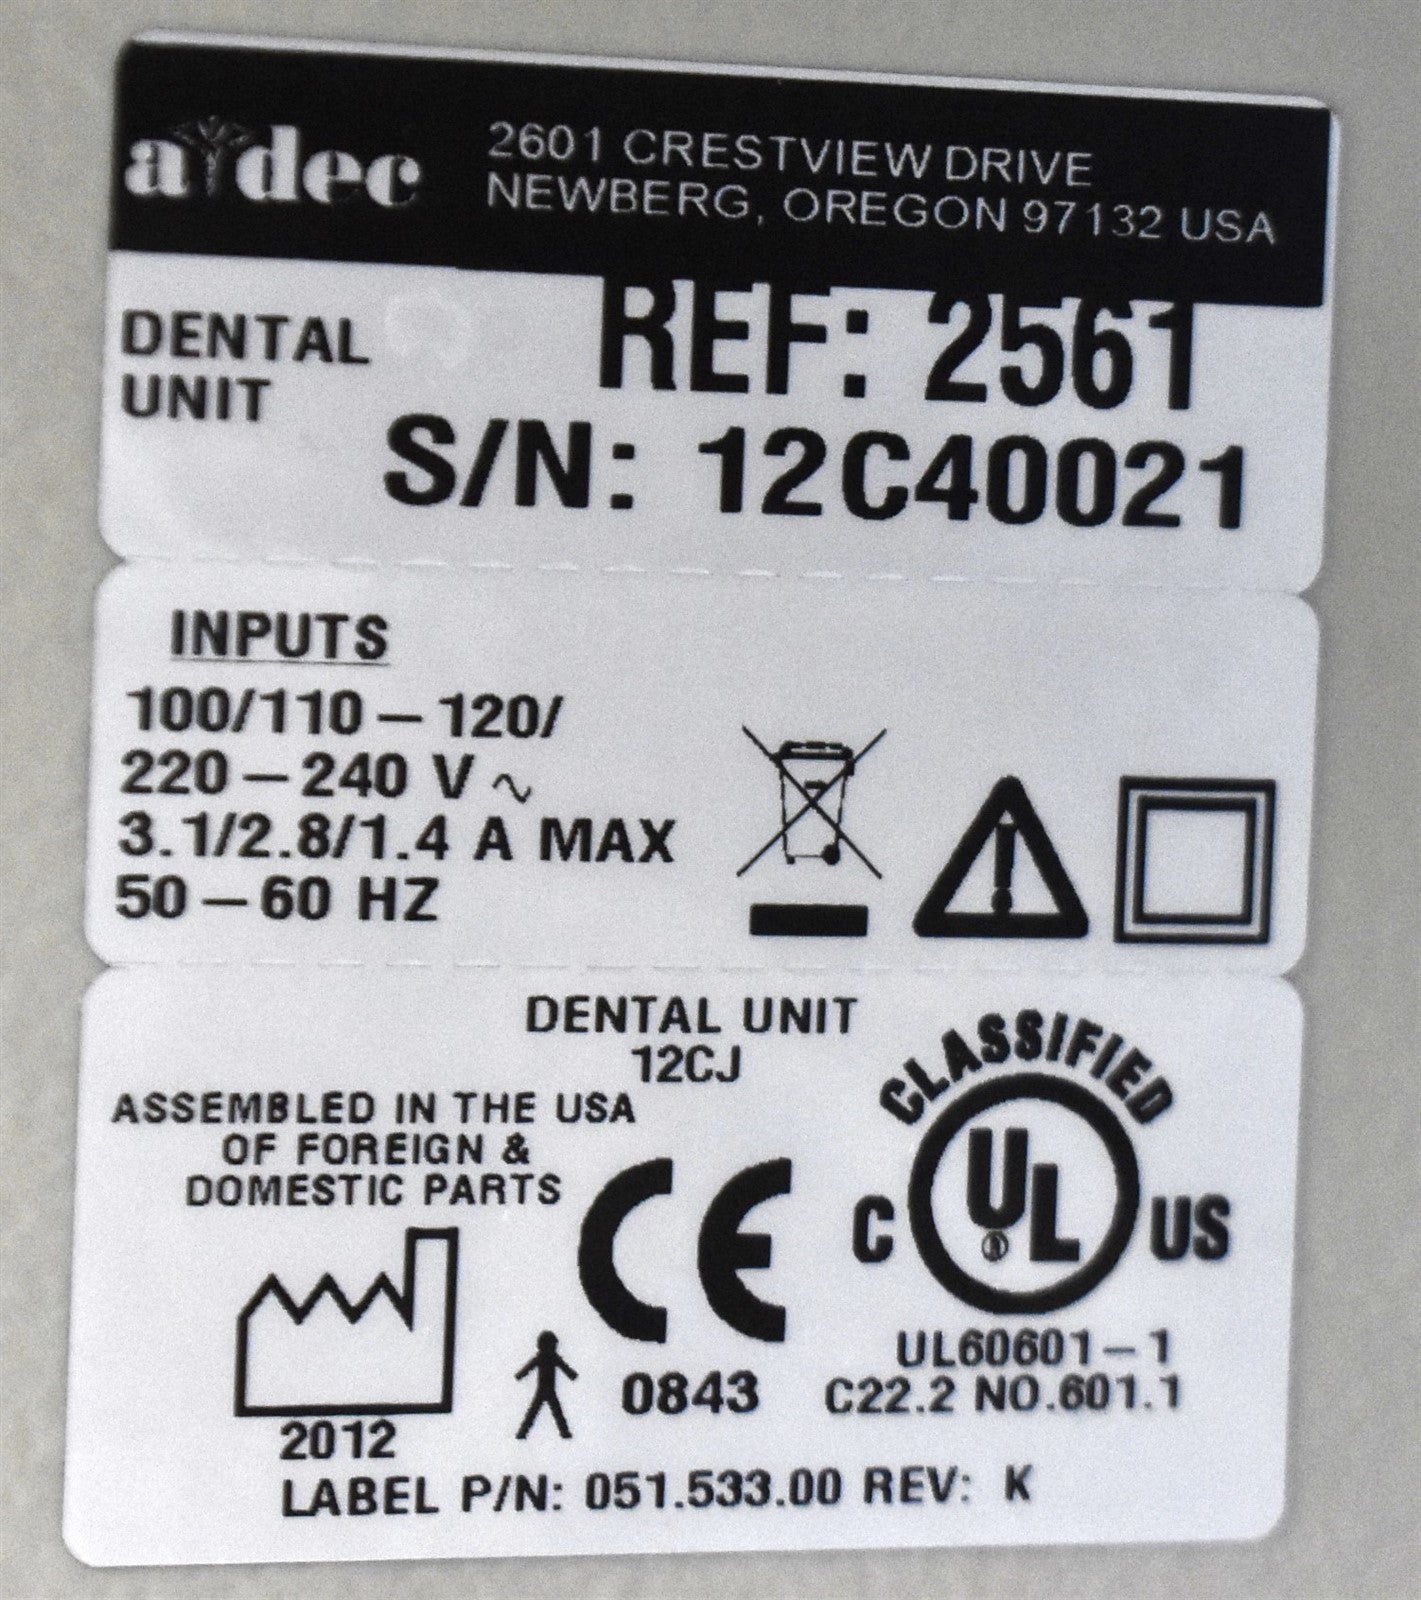 a dec
2601 CRESTVIEW DRIVE
NEWBERG, OREGON 97132 USA
DENTAL
UNIT
REF: 2561
S/N: 12C40021
INPUTS
100/110 – 120/
220 – 240 V ~
3.1/2.8/1.4 A MAX
50 – 60 HZ
DENTAL UNIT
12CJ
ASSEMBLED IN THE USA
OF FOREIGN &
DOMESTIC PARTS
2012
CE
0843
CLASSIFIED
C UL® US
UL60601–1
C22.2 NO.601.1
LABEL P/N: 051.533.00 REV: K